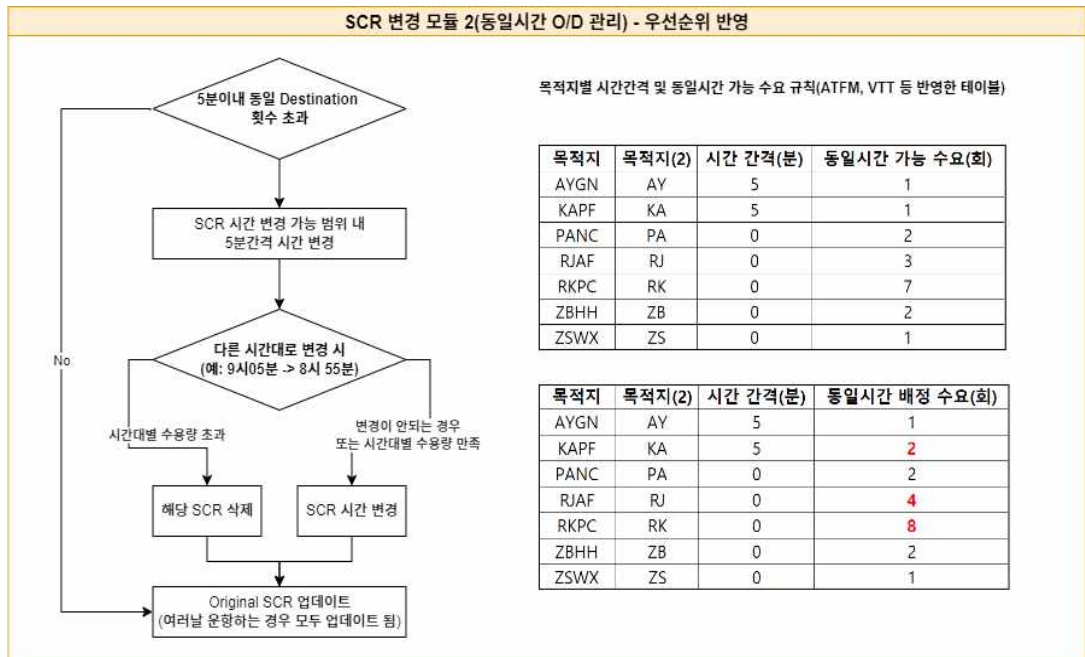 SCR 변경 모듈 2(동일시간 O/D 관리) - 우선순위 반영
5분이내 동일 Destination
횟수 초과
SCR 시간 변경 가능 범위 내
5분간격 시간 변경
다른 시간대로 변경 시
(예: 9시05분 -> 8시 55분)
No
시간대별 수용량 초과
변경이 안되는 경우
또는 시간대별 수용량 만족
해당 SCR 삭제
SCR 시간 변경
Original SCR 업데이트
(여러날 운항하는 경우 모두 업데이트 됨)
목적지별 시간간격 및 동일시간 가능 수요 규칙(ATFM, VTT 등 반영한 테이블)
목적지 목적지(2) 시간 간격(분) 동일시간 가능 수요(회)
AYGN AY 5 1
KAPF KA 5 1
PANC PA 0 2
RJAF RJ 0 3
RKPC RK 0 7
ZBHH ZB 0 2
ZSWX ZS 0 1
목적지 목적지(2) 시간 간격(분) 동일시간 배정 수요(회)
AYGN AY 5 1
KAPF KA 5 2
PANC PA 0 2
RJAF RJ 0 4
RKPC RK 0 8
ZBHH ZB 0 2
ZSWX ZS 0 1